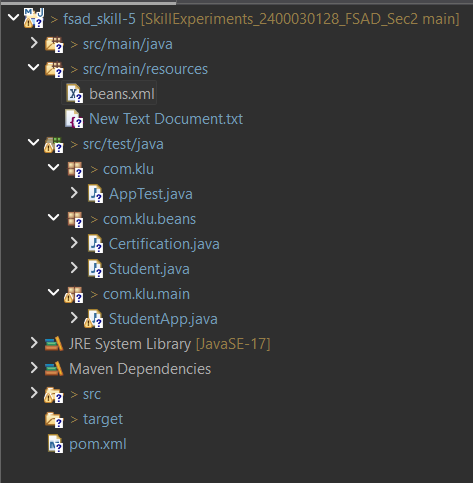 > fsad_skill-5 [SkillExperiments_2400030128_FSAD_Sec2 main]
> src/main/java
> src/main/resources
beans.xml
New Text Document.txt
> src/test/java
> com.klu
> AppTest.java
> com.klu.beans
> Certification.java
> Student.java
> com.klu.main
> StudentApp.java
JRE System Library [JavaSE-17]
Maven Dependencies
> src
> target
pom.xml